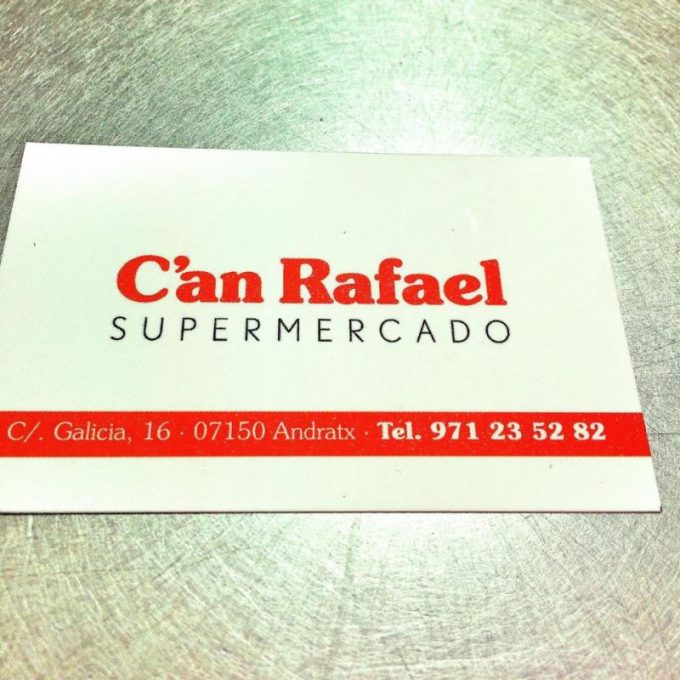 C'an Rafael
SUPERMERCADO
C/. Galicia, 16 · 07150 Andratx · Tel. 971 23 52 82